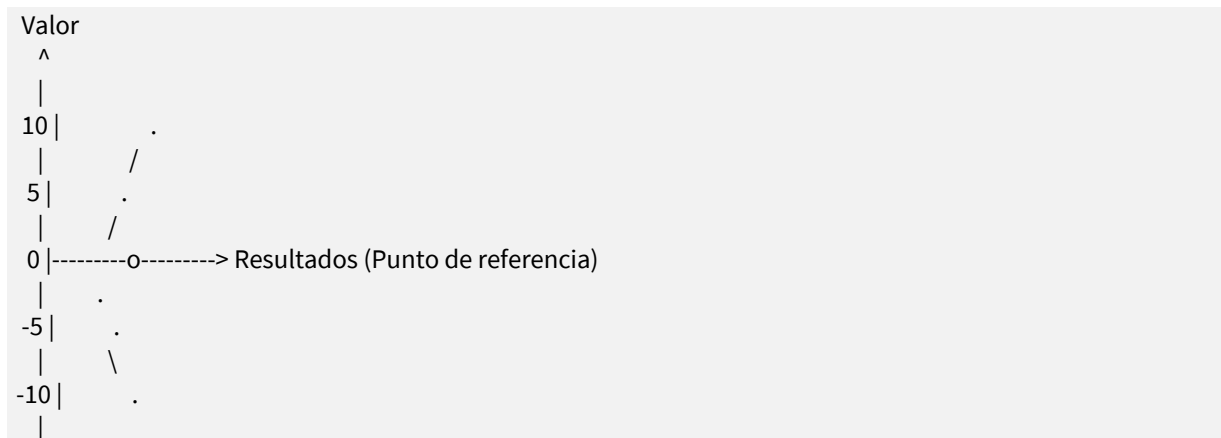 Valor
^
|
10 |                .
|               /
5 |            .
|          /
0 |---------o---------> Resultados (Punto de referencia)
|         .
-5 |          .
|          \
-10 |            .
|